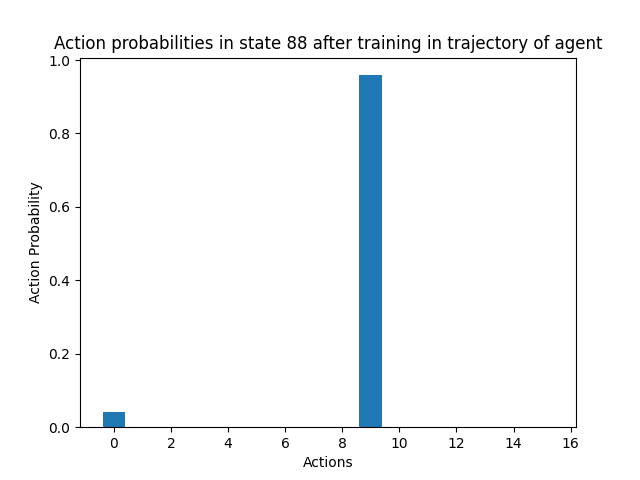 Action probabilities in state 88 after training in trajectory of agent
1.0
0.8
0.6
0.4
0.2
0.0
Action Probability
0 2 4 6 8 10 12 14 16
Actions